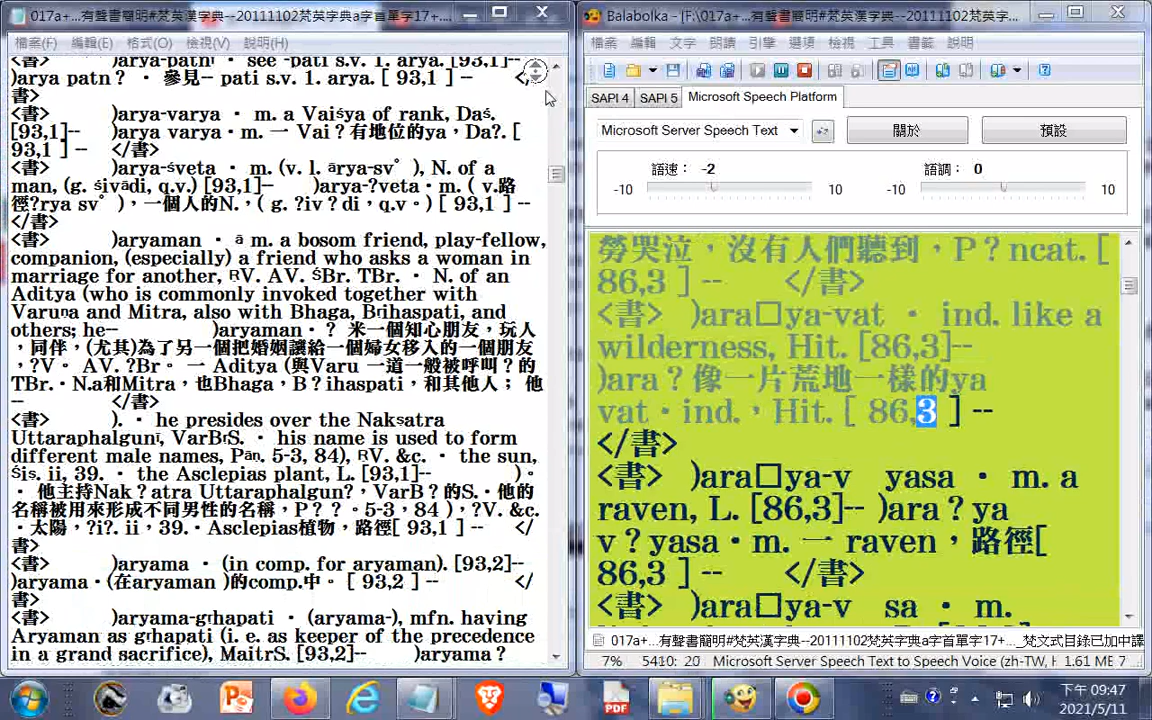 017a+...有聲書簡明#梵英漢字典--20111102梵英字典a字首單字17+...
檔案(F) 編輯(E) 格式(O) 檢視(V) 說明(H)
<書> )arya-patnī ・ see -pati s.v. 1. arya. [93,1]--
)arya patn？ ・ 參見-- pati s.v. 1. arya. [ 93,1 ] -- </
書>
<書> )arya-varya ・ m. a Vaiśya of rank, Daś.
[93,1]-- )arya varya・m. 一 Vai？有地位的ya，Da?. [
93,1 ] -- </書>
<書> )arya-śveta ・ m. (v. l. ārya-sv°), N. of a
man, (g. śivādi, q.v.) [93,1]-- )arya-?veta・m. ( v.路
徑?rya sv° )，一個人的N.，( g. ?iv？di，q.v。) [ 93,1 ] --
</書>
<書> )aryaman ・ ā m. a bosom friend, play-fellow,
companion, (especially) a friend who asks a woman in
marriage for another, ṚV. AV. ŚBr. TBr. ・ N. of an
Aditya (who is commonly invoked together with
Varuṇa and Mitra, also with Bhaga, Bṛihaspati, and
others; he-- )aryaman・？ 米一個知心朋友，玩人
，同伴，(尤其)為了另一個把婚姻讓給一個婦女移入的一個朋友
，?V。 AV. ?Br。 一 Aditya (與Varu 一道一般被呼叫？的
TBr.・N.a和Mitra，也Bhaga，B？ihaspati，和其他人； 他
-- </書>
<書> ). ・ he presides over the Nakṣatra
Uttaraphalgunī, VarBṛS. ・ his name is used to form
different male names, Pāṇ. 5-3, 84), ṚV. &c. ・ the sun,
Śiś. ii, 39. ・ the Asclepias plant, L. [93,1]-- )。
・ 他主持Nak？atra Uttaraphalgun?，VarB？的S.・他的
名稱被用來形成不同男性的名稱，P？？。5-3，84 )，?V。&c.
・太陽，?i?. ii，39.・Asclepias植物，路徑[ 93,1 ] -- </
書>
<書> )aryama ・ (in comp. for aryaman). [93,2]--
)aryama・(在aryaman )的comp.中。 [ 93,2 ] -- </
書>
<書> )aryama-gṛhapati ・ (aryama-), mfn. having
Aryaman as gṛhapati (i. e. as keeper of the precedence
in a grand sacrifice), MaitrS. [93,2]-- )aryama？
Balabolka - [F:\017a+...有聲書簡明#梵英漢字典--20111102梵英字...
檔案 編輯 文字 朗讀 引擎 選項 檢視 工具 書籤 說明
SAPI 4 SAPI 5 Microsoft Speech Platform
Microsoft Server Speech Text 關於 預設
語速： -2 語調： 0
-10 10 -10 10
勞哭泣，沒有人們聽到，P？ncat. [
86,3 ] -- </書>
<書> )ara□ya-vat ・ ind. like a
wilderness, Hit. [86,3]--
)ara？像一片荒地一樣的ya
vat・ind.，Hit. [ 86,3 ] --
</書>
<書> )ara□ya-v yasa ・ m. a
raven, L. [86,3]-- )ara？ya
v？yasa・m. 一 raven，路徑[
86,3 ] -- </書>
<書> )ara□ya-v sa ・ m.
017a+...有聲書簡明#梵英漢字典--20111102梵英字典a字首單字17+..._梵文式目錄已加中譯
7% 5410: 20 Microsoft Server Speech Text to Speech Voice (zh-TW, H 1.61 MB 7
下午 09:47
2021/5/11